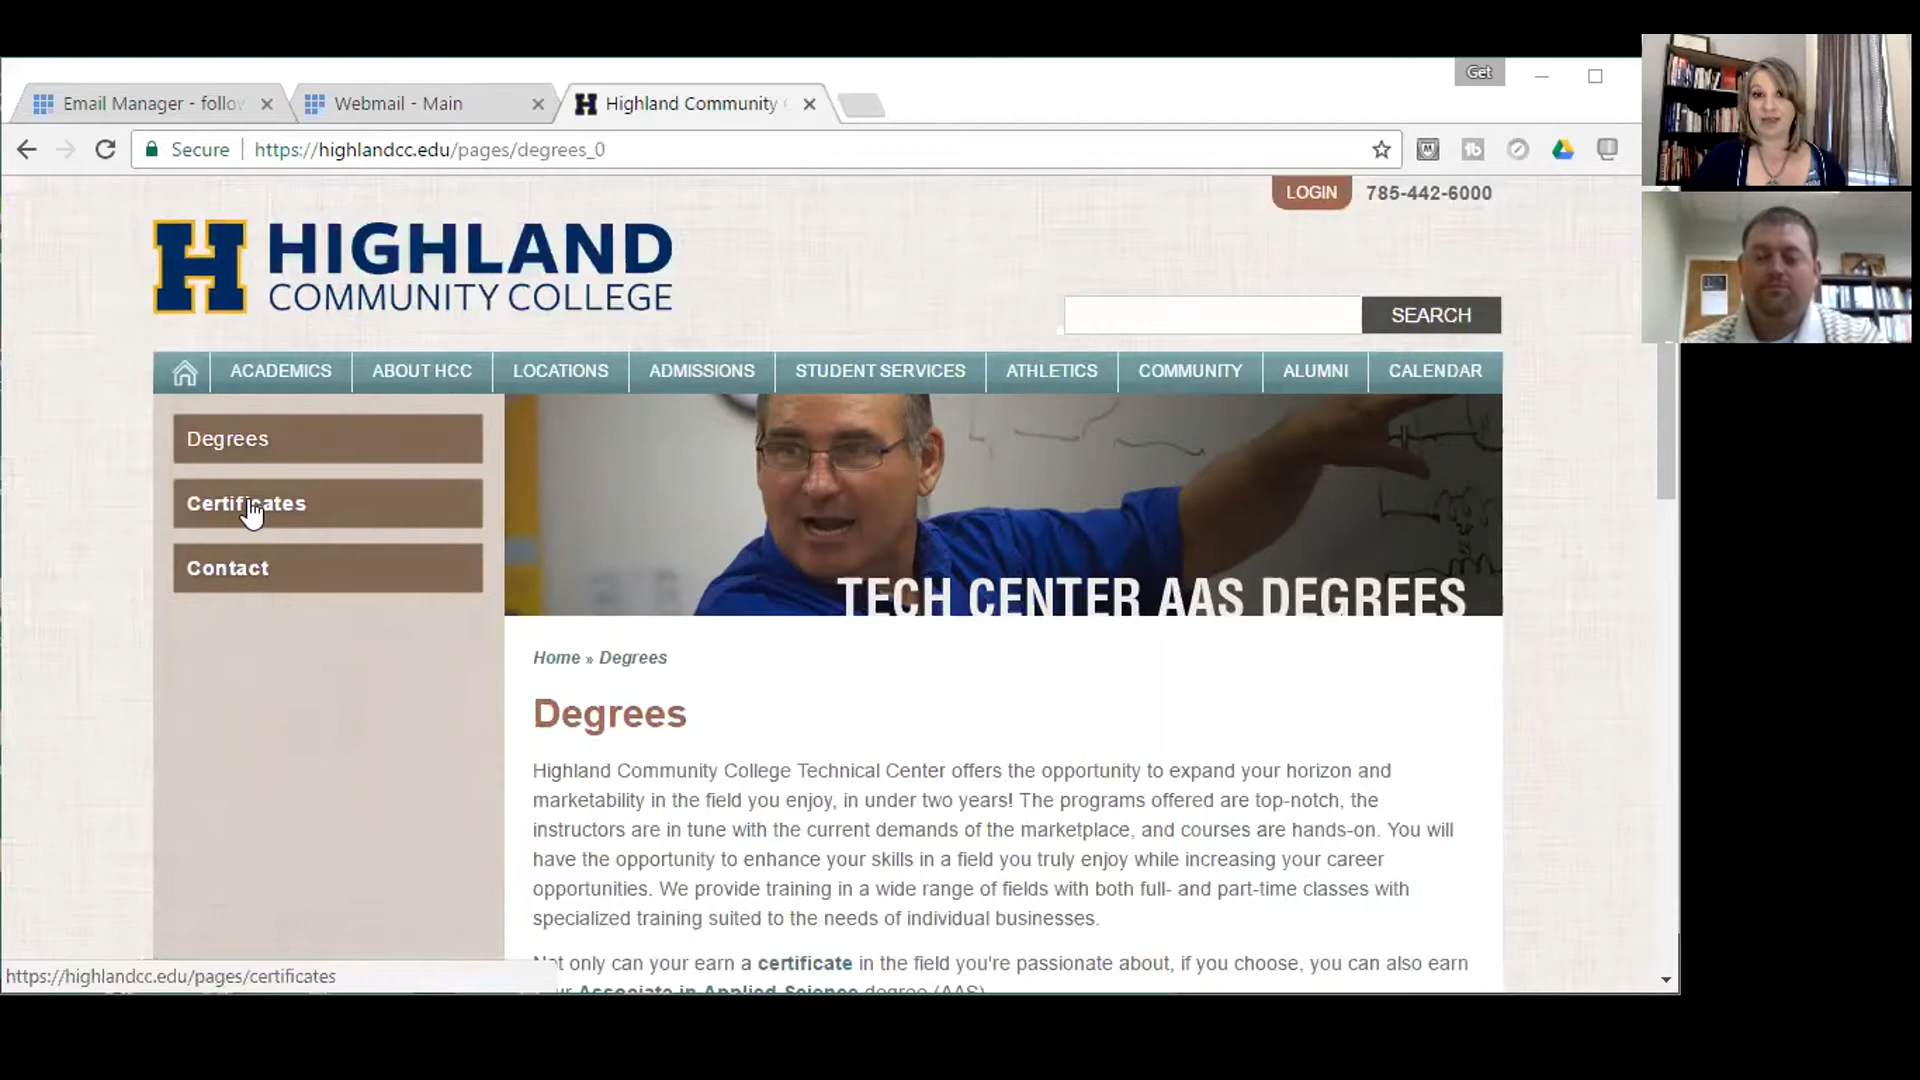 Get
Email Manager - follow
Webmail - Main
Highland Community C
Secure
https://highlandcc.edu/pages/degrees_0
LOGIN
785-442-6000
H HIGHLAND
COMMUNITY COLLEGE
SEARCH
ACADEMICS
ABOUT HCC
LOCATIONS
ADMISSIONS
STUDENT SERVICES
ATHLETICS
COMMUNITY
ALUMNI
CALENDAR
Degrees
Certificates
Contact
TECH CENTER AAS DEGREES
Home » Degrees
Degrees
Highland Community College Technical Center offers the opportunity to expand your horizon and
marketability in the field you enjoy, in under two years! The programs offered are top-notch, the
instructors are in tune with the current demands of the marketplace, and courses are hands-on. You will
have the opportunity to enhance your skills in a field you truly enjoy while increasing your career
opportunities. We provide training in a wide range of fields with both full- and part-time classes with
specialized training suited to the needs of individual businesses.
Not only can your earn a certificate in the field you're passionate about, if you choose, you can also earn
Associate in Applied Science degree (AAS)
https://highlandcc.edu/pages/certificates